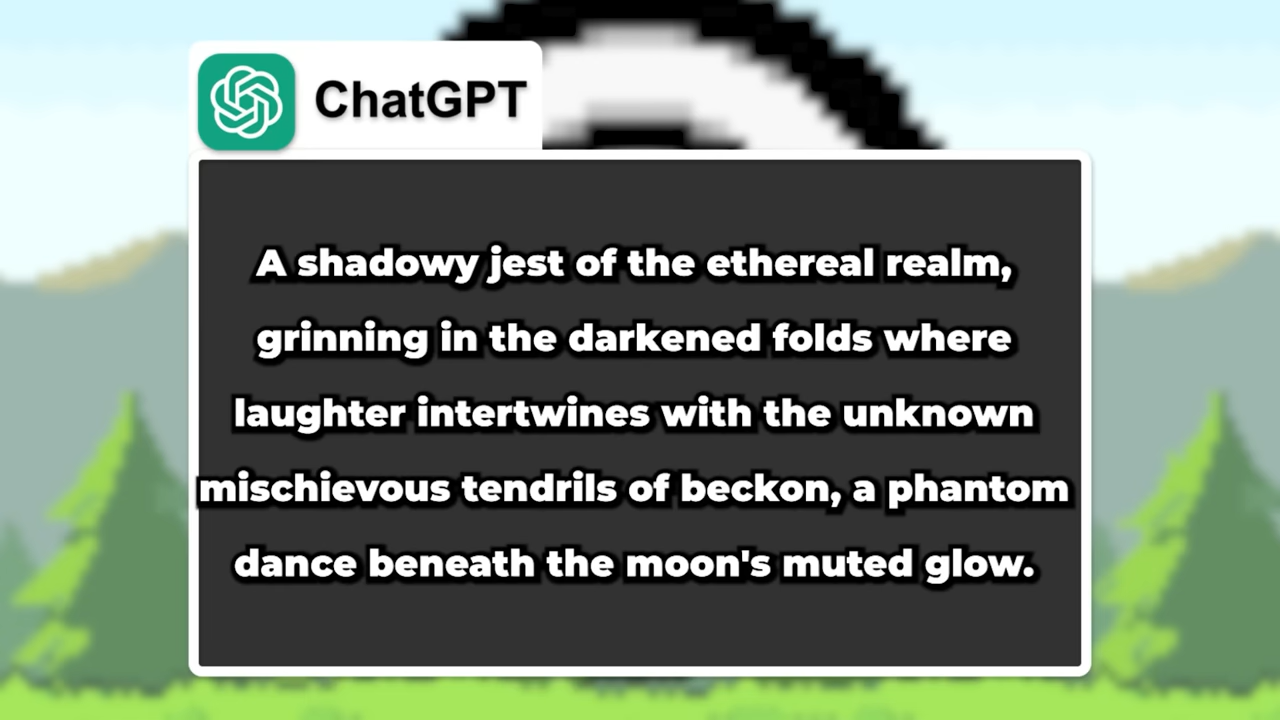 ChatGPT
A shadowy jest of the ethereal realm,
grinning in the darkened folds where
laughter intertwines with the unknown
mischievous tendrils of beckon, a phantom
dance beneath the moon's muted glow.